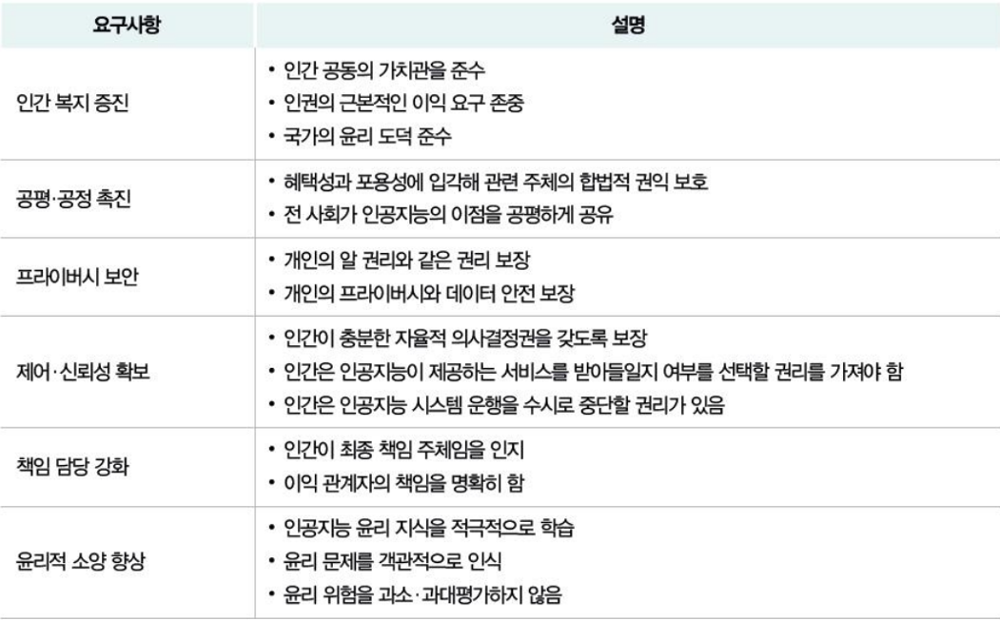 요구사항 설명
인간 복지 증진
• 인간 공동의 가치관을 준수
• 인권의 근본적인 이익 요구 존중
• 국가의 윤리 도덕 준수
공평·공정 촉진
• 혜택성과 포용성에 입각해 관련 주체의 합법적 권익 보호
• 전 사회가 인공지능의 이점을 공평하게 공유
프라이버시 보안
• 개인의 알 권리와 같은 권리 보장
• 개인의 프라이버시와 데이터 안전 보장
제어·신뢰성 확보
• 인간이 충분한 자율적 의사결정권을 갖도록 보장
• 인간은 인공지능이 제공하는 서비스를 받아들일지 여부를 선택할 권리를 가져야 함
• 인간은 인공지능 시스템 운행을 수시로 중단할 권리가 있음
책임 담당 강화
• 인간이 최종 책임 주체임을 인지
• 이익 관계자의 책임을 명확히 함
윤리적 소양 향상
• 인공지능 윤리 지식을 적극적으로 학습
• 윤리 문제를 객관적으로 인식
• 윤리 위험을 과소·과대평가하지 않음